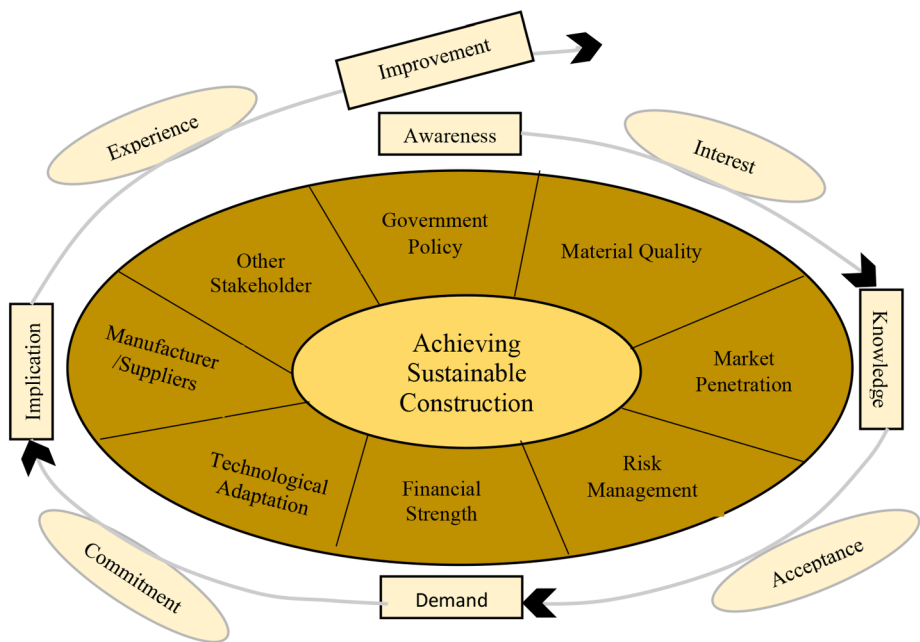 Improvement
Experience
Awareness
Interest
Government
Policy
Material Quality
Other
Stakeholder
Manufacturer
/Suppliers
Achieving
Sustainable
Construction
Market
Penetration
Knowledge
Implication
Technological
Adaptation
Financial
Strength
Risk
Management
Commitment
Demand
Acceptance